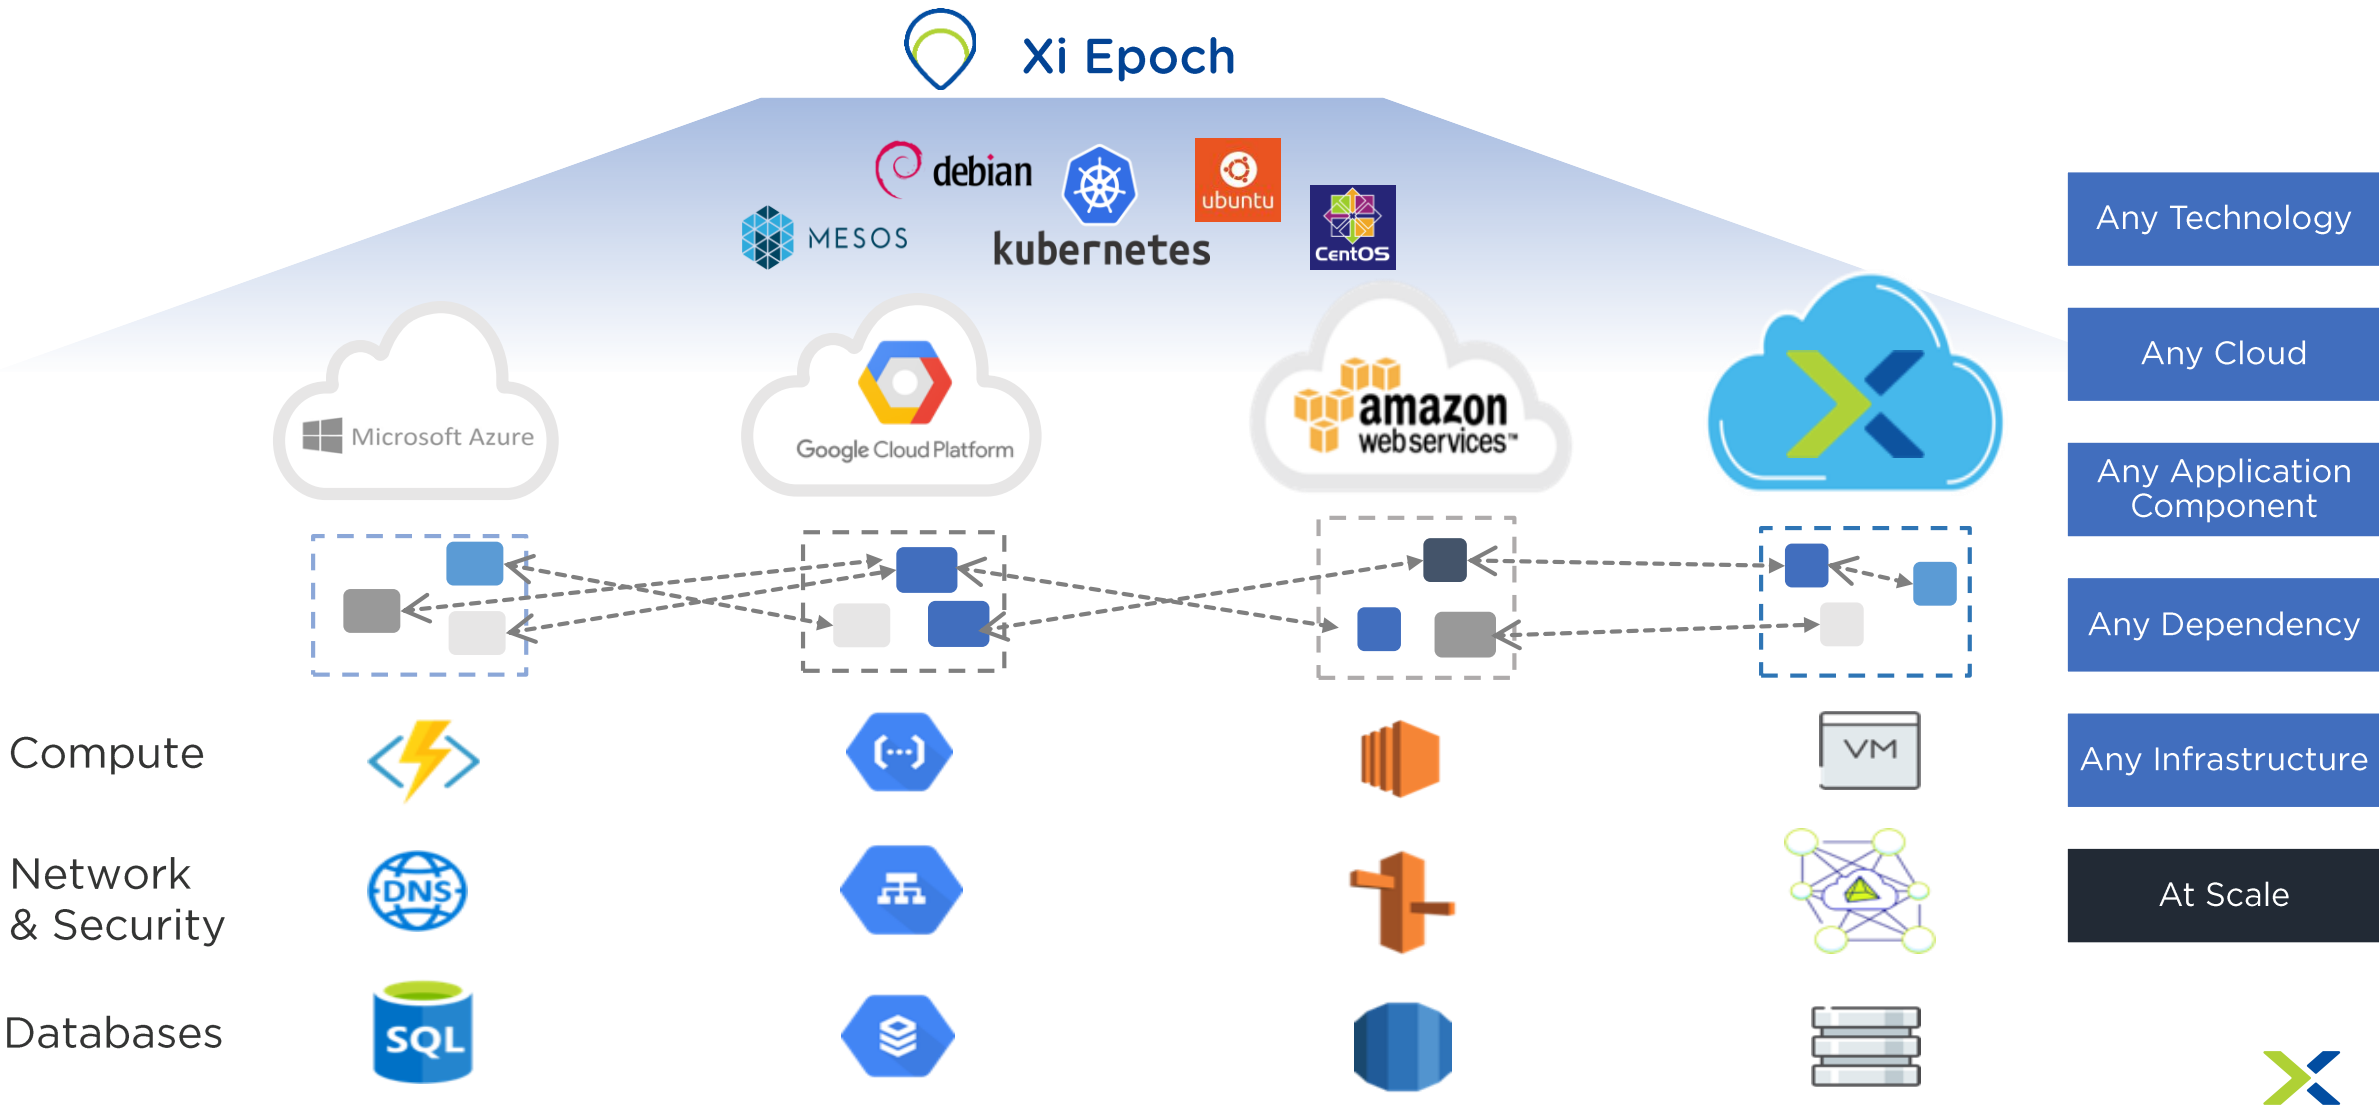 Xi Epoch
debian
ubuntu
MESOS
kubernetes
CentOS
Microsoft Azure
Google Cloud Platform
amazon
web services™
Any Technology
Any Cloud
Any Application
Component
Any Dependency
Any Infrastructure
At Scale
Compute
VM
Network
& Security
DNS
Databases
SQL